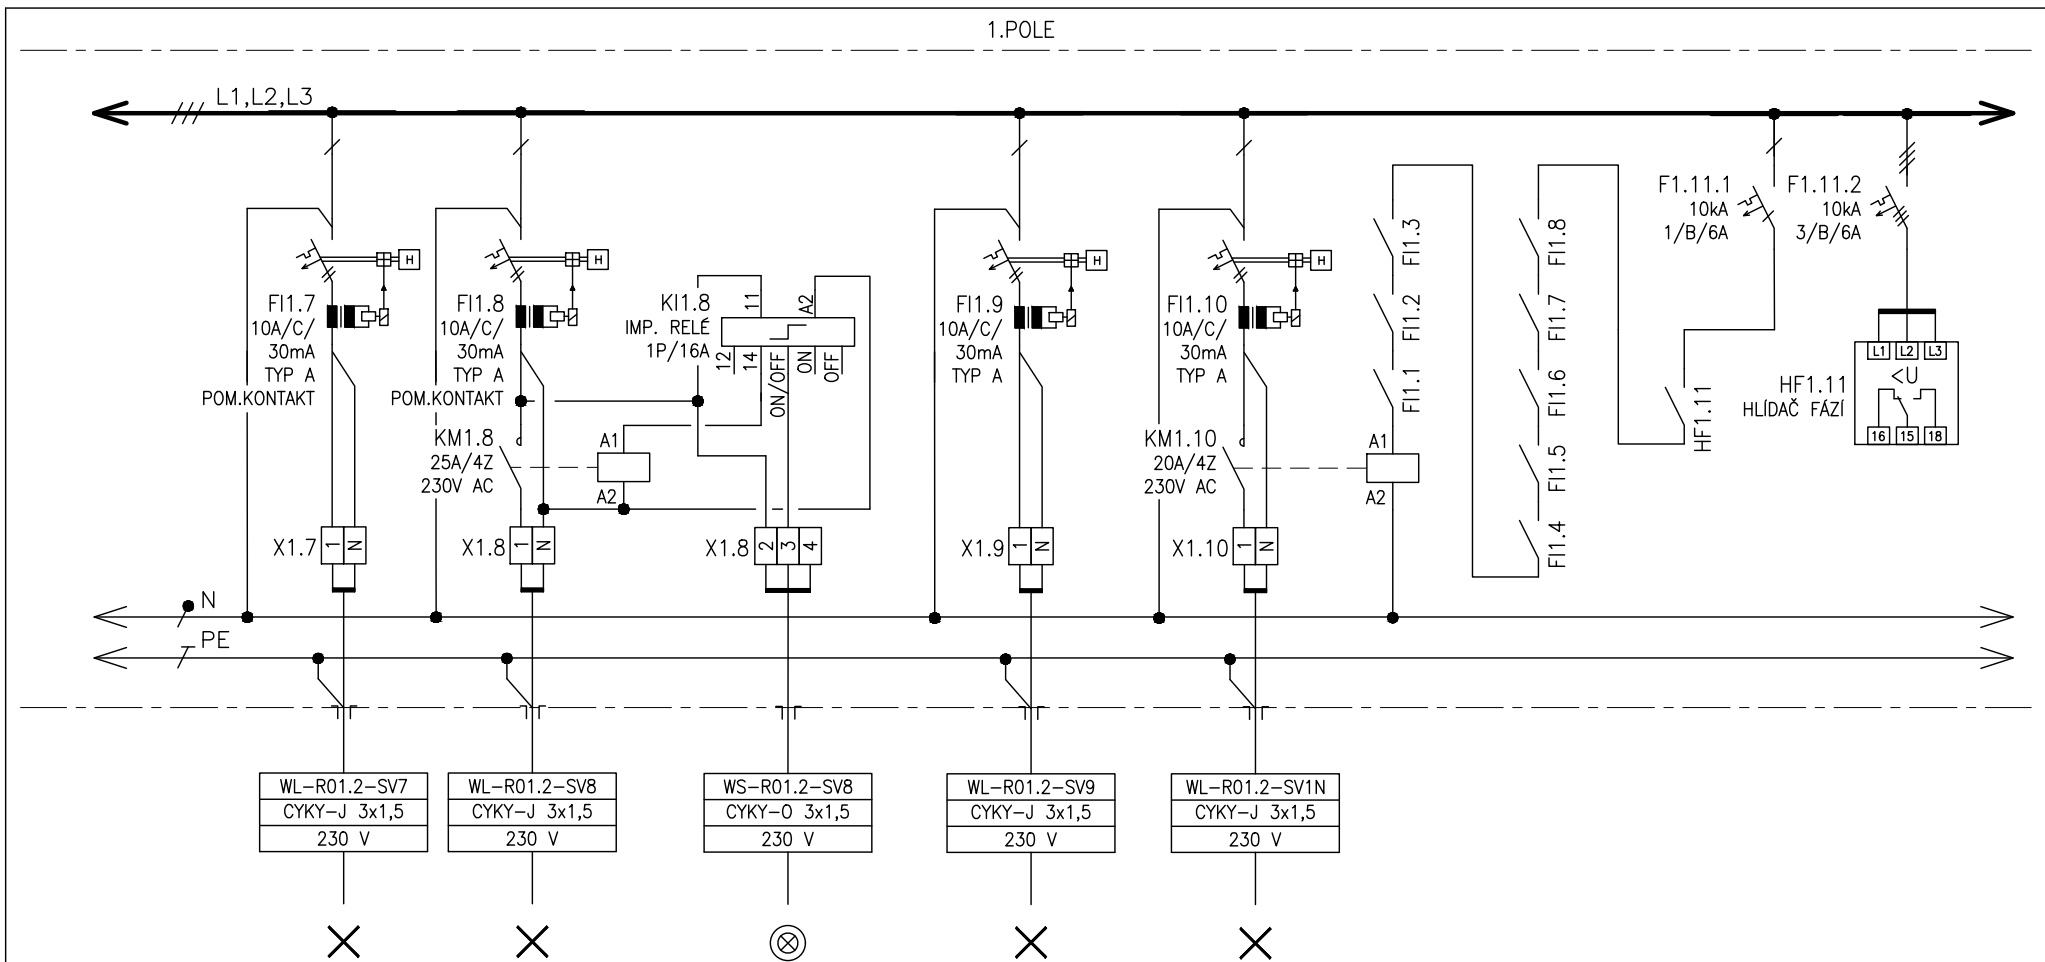 1.POLE
L1,L2,L3
FI1.7
10A/C/
30mA
TYP A
POM.KONTAKT
H
FI1.8
10A/C/
30mA
TYP A
POM.KONTAKT
H
KM1.8
25A/4Z
230V AC
A1
A2
KI1.8
IMP. RELÉ
1P/16A
11
A2
12
14
ON/OFF
ON
OFF
FI1.9
10A/C/
30mA
TYP A
H
FI1.10
10A/C/
30mA
TYP A
H
KM1.10
20A/4Z
230V AC
A1
A2
FI1.3
FI1.2
FI1.1
FI1.8
FI1.7
FI1.6
FI1.5
FI1.4
HF1.11
F1.11.1
10kA
1/B/6A
F1.11.2
10kA
3/B/6A
L1 L2 L3
<U
HF1.11
HLÍDAČ FÁZÍ
16 15 18
X1.7 1 N
X1.8 1 N
X1.8 2 3 4
X1.9 1 N
X1.10 1 N
N
PE
WL-R01.2-SV7
CYKY-J 3x1,5
230 V
WL-R01.2-SV8
CYKY-J 3x1,5
230 V
WS-R01.2-SV8
CYKY-O 3x1,5
230 V
WL-R01.2-SV9
CYKY-J 3x1,5
230 V
WL-R01.2-SV1N
CYKY-J 3x1,5
230 V